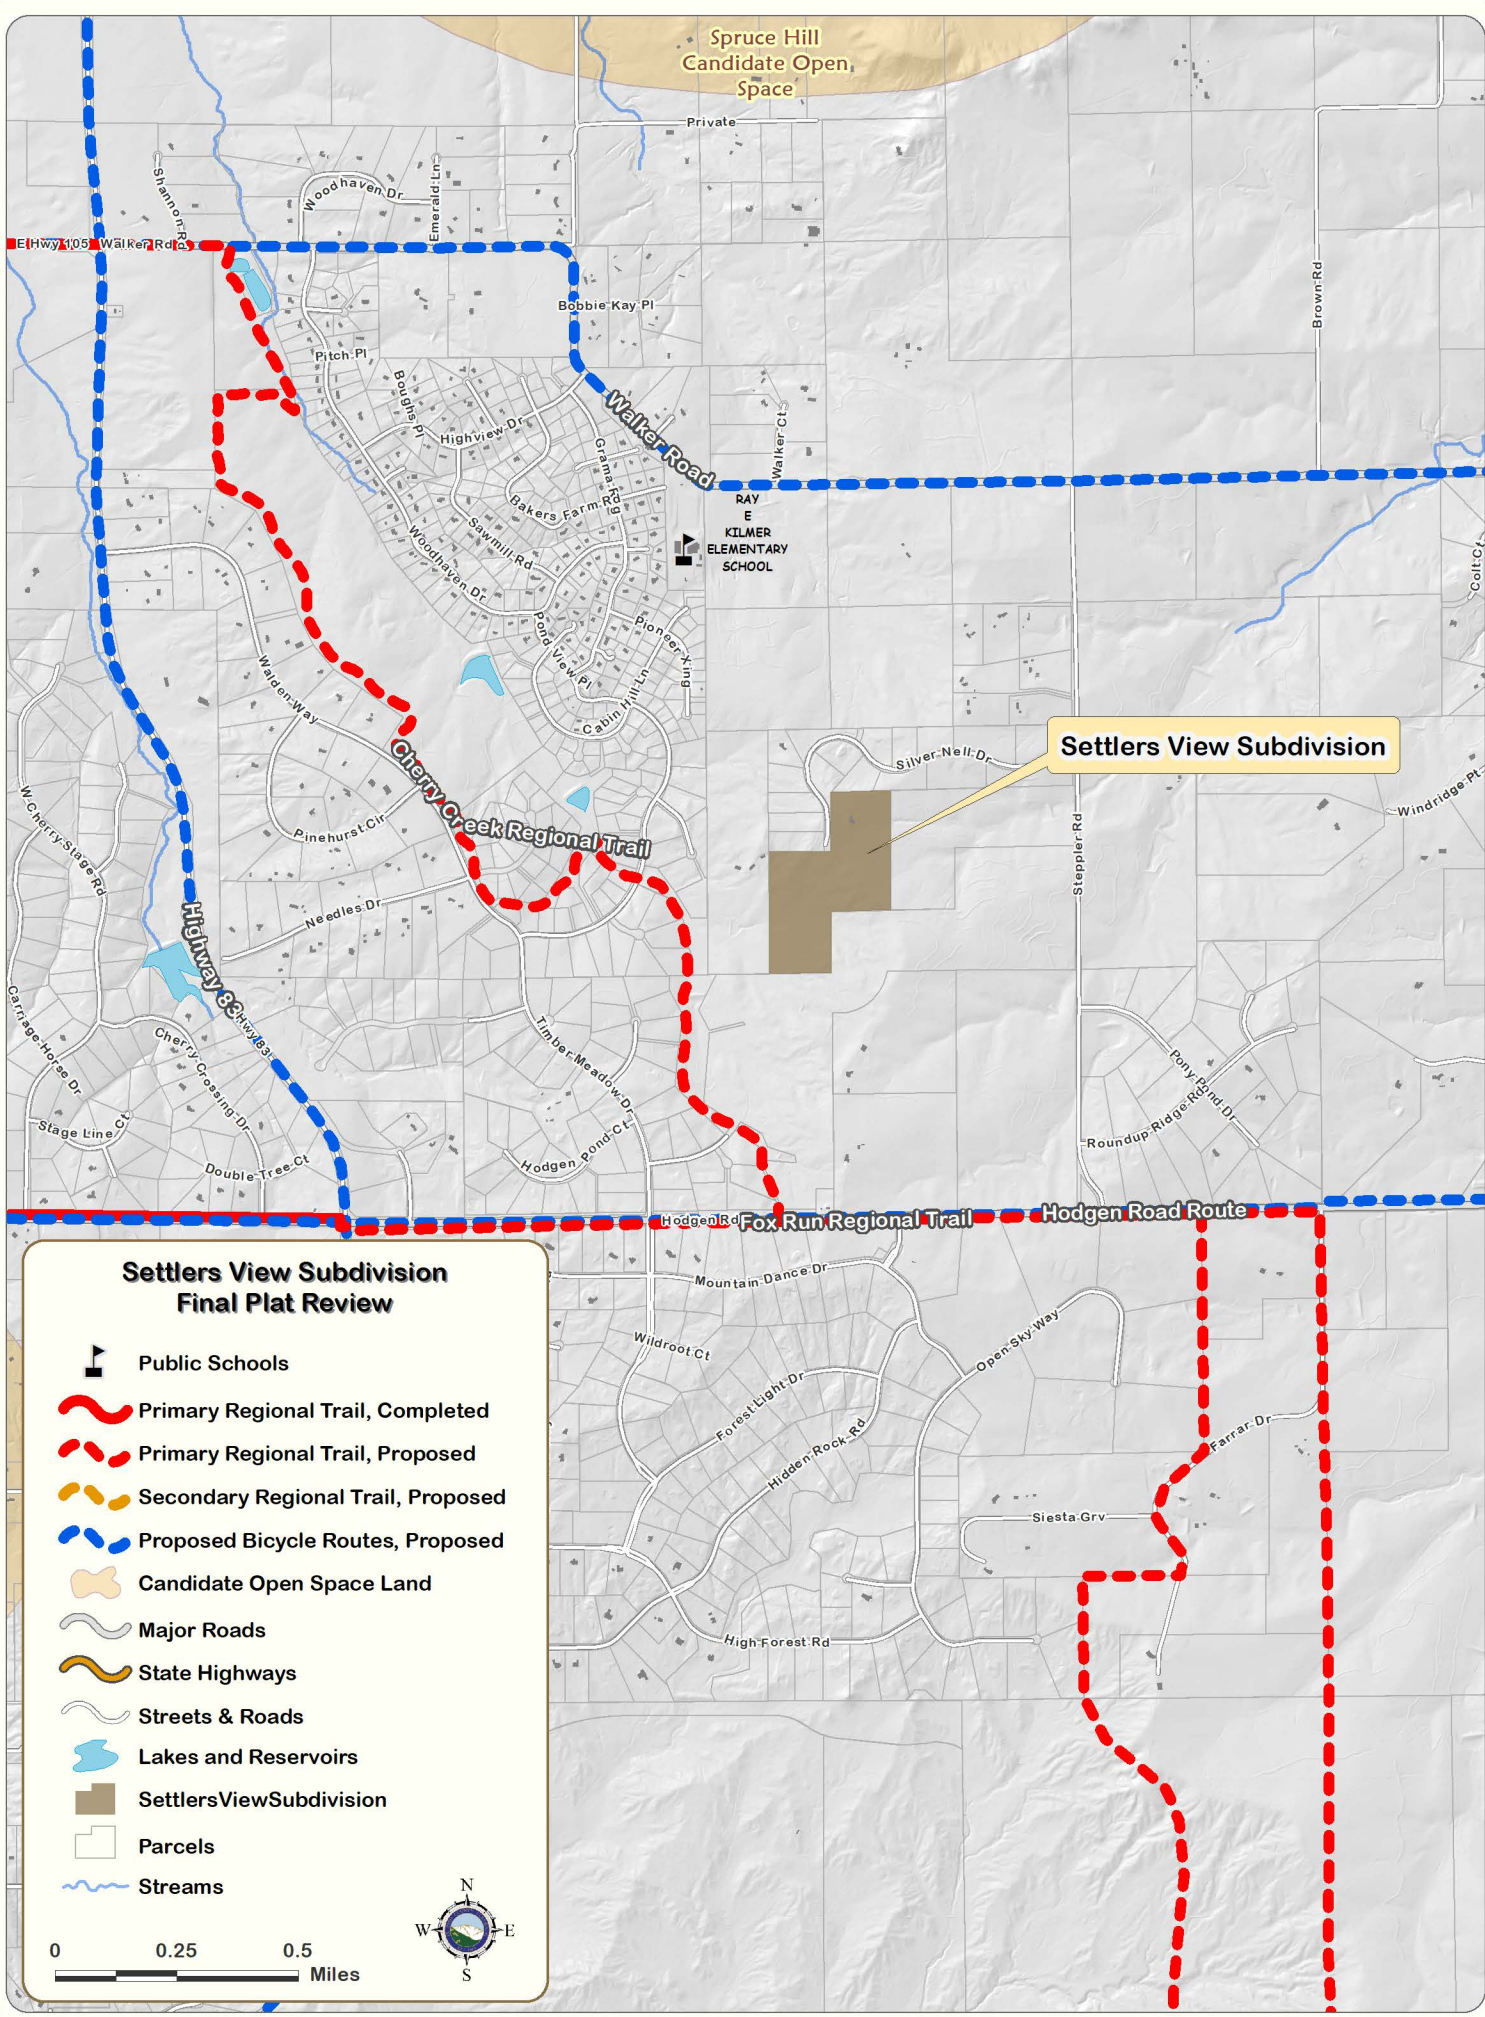 Spruce Hill
Candidate Open
Space
Private
Shannon Rd
Woodhaven Dr
Emerald Ln
E Hwy 105
Walker Rd
Bobbie Kay Pl
Brown Rd
Pitch Pl
Boughs Pl
Highview Dr
Grama Rdg
Walker Road
Walker Ct
Bakers Farm Rd
Sawmill Rd
Woodhaven Dr
RAY
E
KILMER
ELEMENTARY
SCHOOL
Colt Ct
Pond View Pl
Pioneer Xing
Cabin Hill Ln
Walden Way
Silver Nell Dr
Settlers View Subdivision
Windridge Pt
W Cherry Stage Rd
Pinehurst Cir
Cherry Creek Regional Trail
Steppler Rd
Needles Dr
Highway 83
Hwy 83
Carriage Horse Dr
Cherry Crossing Dr
Timber Meadow Dr
Pony Pond Dr
Roundup Ridge Rd
Stage Line Ct
Double Tree Ct
Hodgen Pond Ct
Hodgen Rd
Fox Run Regional Trail
Hodgen Road Route
Mountain Dance Dr
Wildroot Ct
Open Sky Way
Forest Light Dr
Hidden Rock Rd
Farrar Dr
Siesta Grv
High Forest Rd
Settlers View Subdivision
Final Plat Review
Public Schools
Primary Regional Trail, Completed
Primary Regional Trail, Proposed
Secondary Regional Trail, Proposed
Proposed Bicycle Routes, Proposed
Candidate Open Space Land
Major Roads
State Highways
Streets & Roads
Lakes and Reservoirs
SettlersViewSubdivision
Parcels
Streams
N
W E
S
0 0.25 0.5
Miles